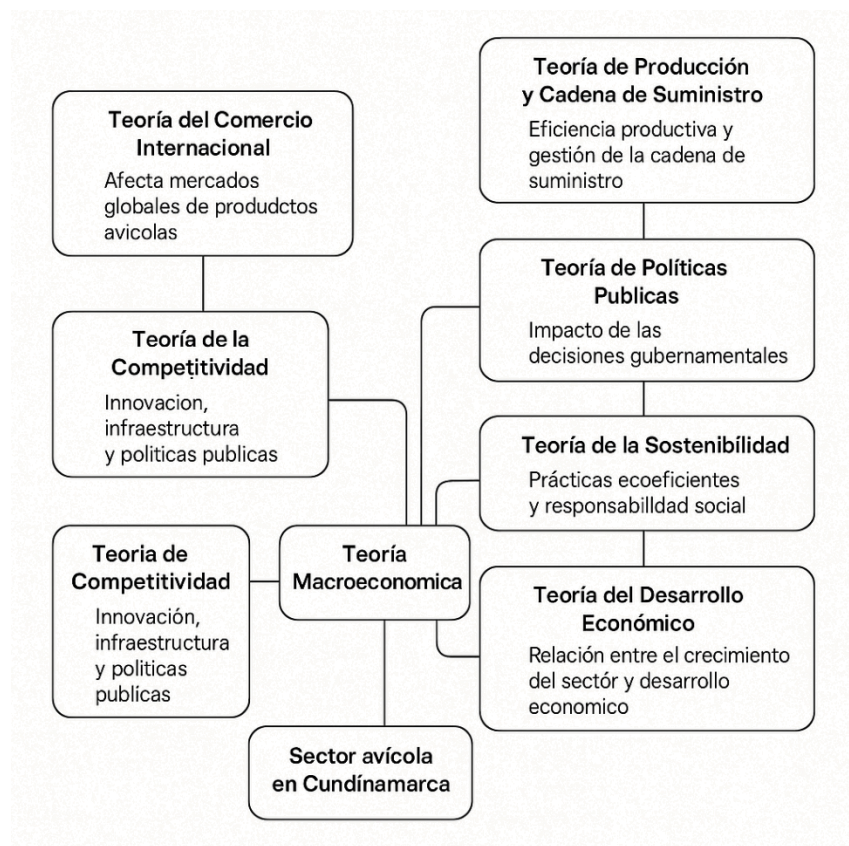 Teoría del Comercio
Internacional
Afecta mercados
globales de produdctos
avicolas
Teoría de la
Competitividad
Innovacion,
infraestructura
y politicas publicas
Teoria de
Competitividad
Innovación,
infraestructura
y politicas
publícas
Teoría
Macroeconomica
Sector avícola
en Cundínamarca
Teoría de Producción
y Cadena de Suministro
Eficiencia productiva y
gestión de la cadena de
suministro
Teoría de Políticas
Publicas
Impacto de las
decisiones gubernamentales
Teoría de la Sostenibílidad
Prácticas ecoeficientes
y responsabilldad social
Teoría del Desarrollo
Económico
Relación entre el crecimiento
del sectór y desarrollo
economico